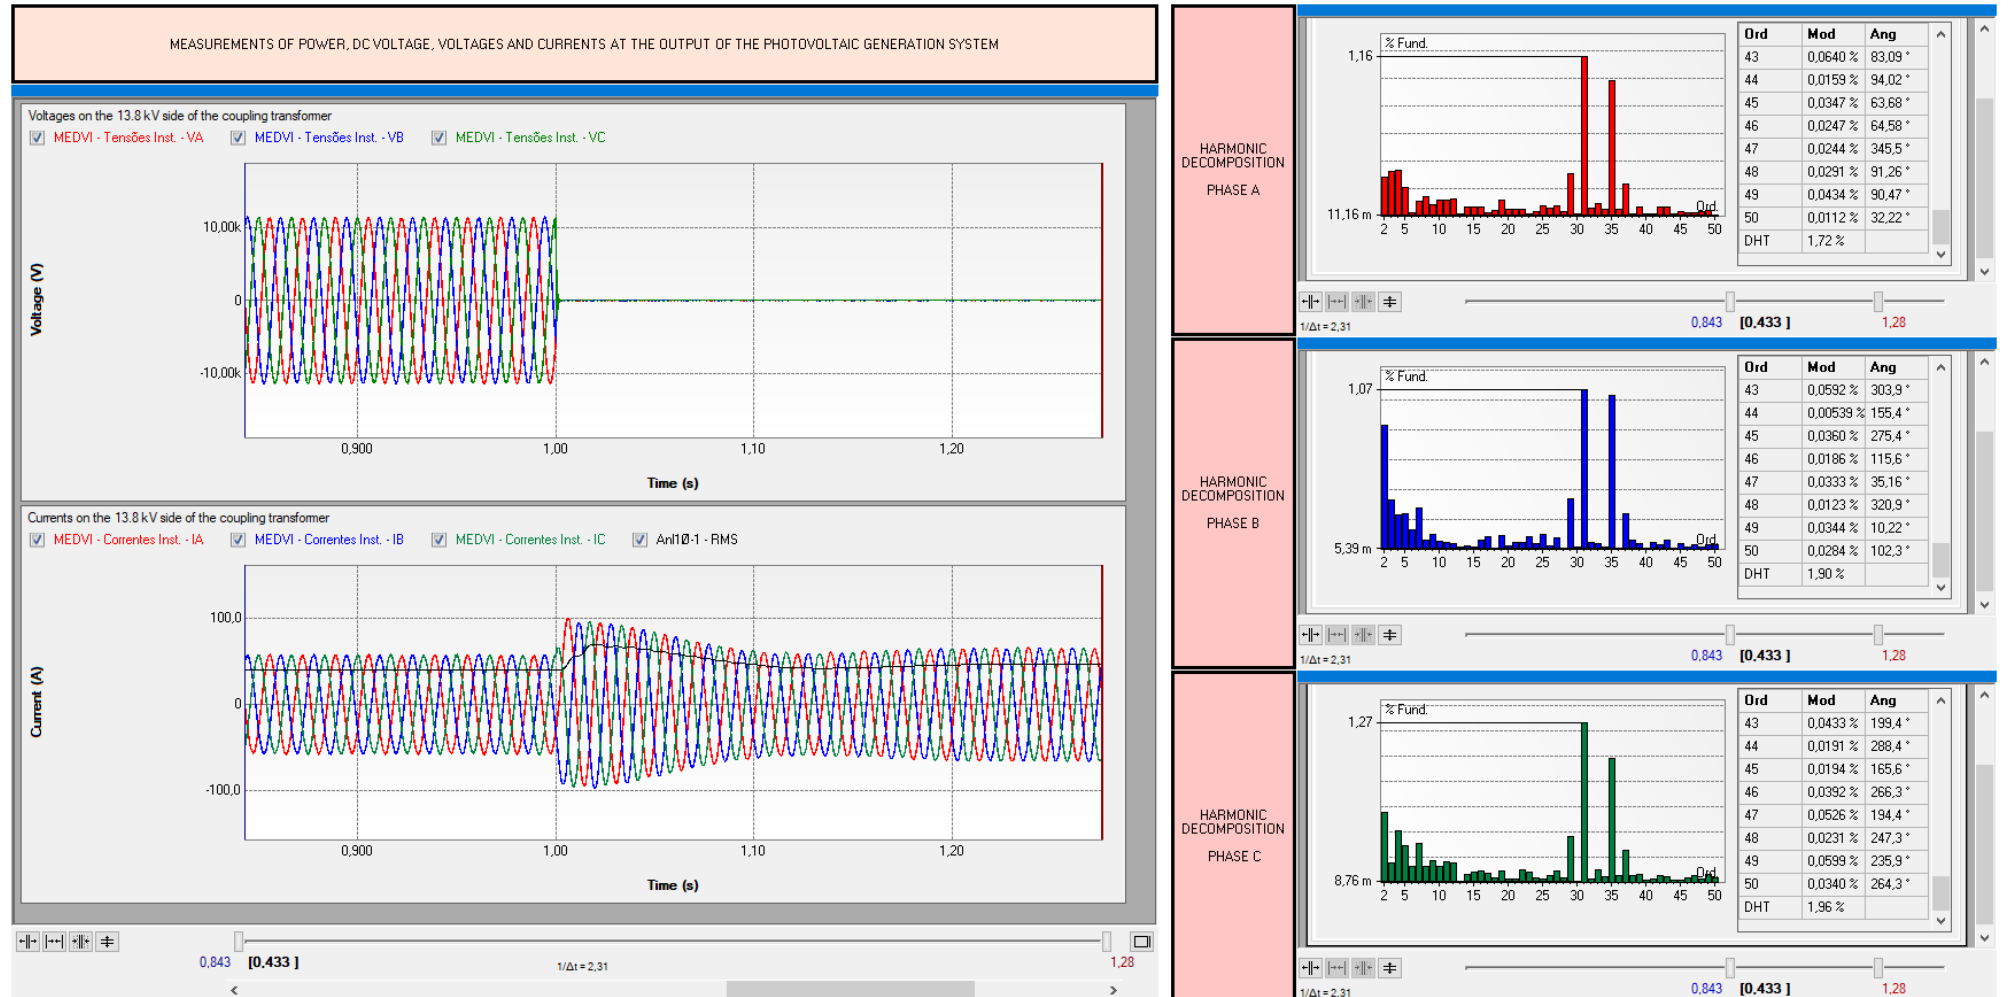 MEASUREMENTS OF POWER, DC VOLTAGE, VOLTAGES AND CURRENTS AT THE OUTPUT OF THE PHOTOVOLTAIC GENERATION SYSTEM
Voltages on the 13.8 kV side of the coupling transformer
MEDVI - Tensões Inst. - VA MEDVI - Tensões Inst. - VB MEDVI - Tensões Inst. - VC
10,00k
0
-10,00k
Voltage (V)
0,900 1,00 1,10 1,20
Time (s)
Currents on the 13.8 kV side of the coupling transformer
MEDVI - Correntes Inst. - IA MEDVI - Correntes Inst. - IB MEDVI - Correntes Inst. - IC Anl1Ø-1 - RMS
100,0
0
-100,0
Current (A)
0,900 1,00 1,10 1,20
Time (s)
0,843 [0,433 ] 1/Δt = 2,31 1,28
HARMONIC
DECOMPOSITION
PHASE A
% Fund.
1,16
11,16 m
Ord.
2 5 10 15 20 25 30 35 40 45 50
Ord Mod Ang
43 0,0640 % 83,09 °
44 0,0159 % 94,02 °
45 0,0347 % 63,68 °
46 0,0247 % 64,58 °
47 0,0244 % 345,5 °
48 0,0291 % 91,26 °
49 0,0434 % 90,47 °
50 0,0112 % 32,22 °
DHT 1,72 %
1/Δt = 2,31 0,843 [0,433 ] 1,28
HARMONIC
DECOMPOSITION
PHASE B
% Fund.
1,07
5,39 m
Ord.
2 5 10 15 20 25 30 35 40 45 50
Ord Mod Ang
43 0,0592 % 303,9 °
44 0,00539 % 155,4 °
45 0,0360 % 275,4 °
46 0,0186 % 115,6 °
47 0,0333 % 35,16 °
48 0,0123 % 320,9 °
49 0,0344 % 10,22 °
50 0,0284 % 102,3 °
DHT 1,90 %
1/Δt = 2,31 0,843 [0,433 ] 1,28
HARMONIC
DECOMPOSITION
PHASE C
% Fund.
1,27
8,76 m
Ord.
2 5 10 15 20 25 30 35 40 45 50
Ord Mod Ang
43 0,0433 % 199,4 °
44 0,0191 % 288,4 °
45 0,0194 % 165,6 °
46 0,0392 % 266,3 °
47 0,0526 % 194,4 °
48 0,0231 % 247,3 °
49 0,0599 % 235,9 °
50 0,0340 % 264,3 °
DHT 1,96 %
1/Δt = 2,31 0,843 [0,433 ] 1,28